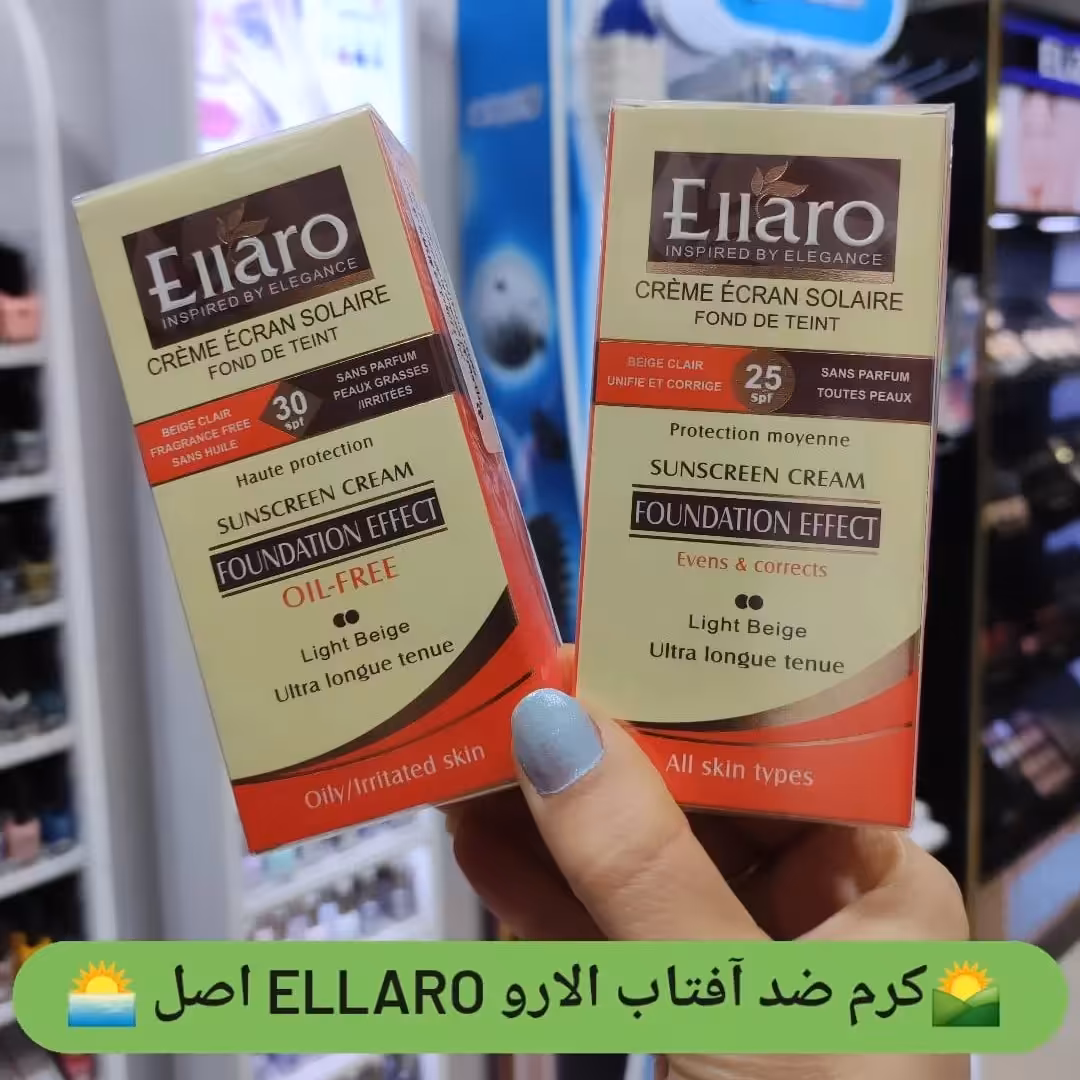 Ellaro
INSPIRED BY ELEGANCE
CRÈME ÉCRAN SOLAIRE
FOND DE TEINT
BEIGE CLAIR
FRAGRANCE FREE
SANS HUILE
30
spf
SANS PARFUM
PEAUX GRASSES
/IRRITÉES
Haute protection
SUNSCREEN CREAM
FOUNDATION EFFECT
OIL-FREE
Light Beige
Ultra longue tenue
Oily/Irritated skin
Ellaro
INSPIRED BY ELEGANCE
CRÈME ÉCRAN SOLAIRE
FOND DE TEINT
BEIGE CLAIR
UNIFIE ET CORRIGE
25
spf
SANS PARFUM
TOUTES PEAUX
Protection moyenne
SUNSCREEN CREAM
FOUNDATION EFFECT
Evens & corrects
Light Beige
Ultra longue tenue
All skin types
کرم ضد آفتاب الارو ELLARO اصل